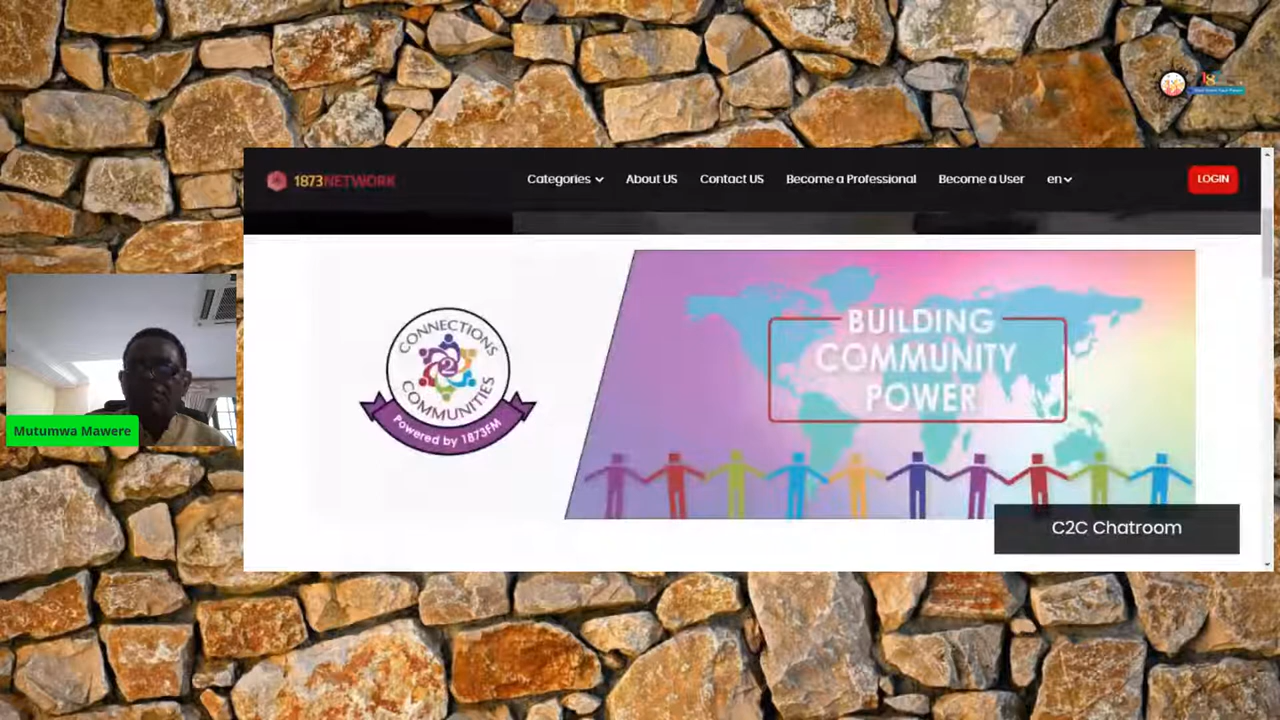 1873NETWORK
Categories
About US
Contact US
Become a Professional
Become a User
en
LOGIN
CONNECTIONS
2
COMMUNITIES
Powered by 1873FM
BUILDING
COMMUNITY
POWER
Mutumwa Mawere
C2C Chatroom